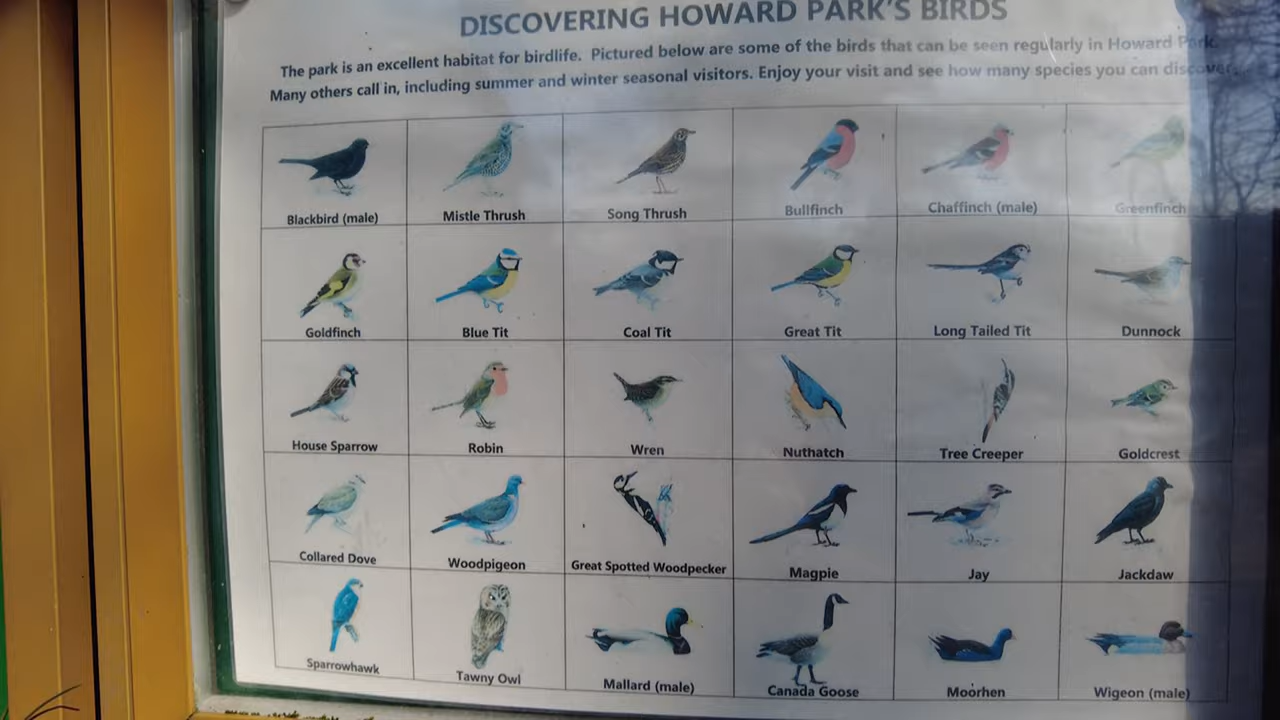 DISCOVERING HOWARD PARK'S BIRDS
The park is an excellent habitat for birdlife. Pictured below are some of the birds that can be seen regularly in Howard Park.
Many others call in, including summer and winter seasonal visitors. Enjoy your visit and see how many species you can discover.
Blackbird (male) Mistle Thrush Song Thrush Bullfinch Chaffinch (male) Greenfinch
Goldfinch Blue Tit Coal Tit Great Tit Long Tailed Tit Dunnock
House Sparrow Robin Wren Nuthatch Tree Creeper Goldcrest
Collared Dove Woodpigeon Great Spotted Woodpecker Magpie Jay Jackdaw
Sparrowhawk Tawny Owl Mallard (male) Canada Goose Moorhen Wigeon (male)